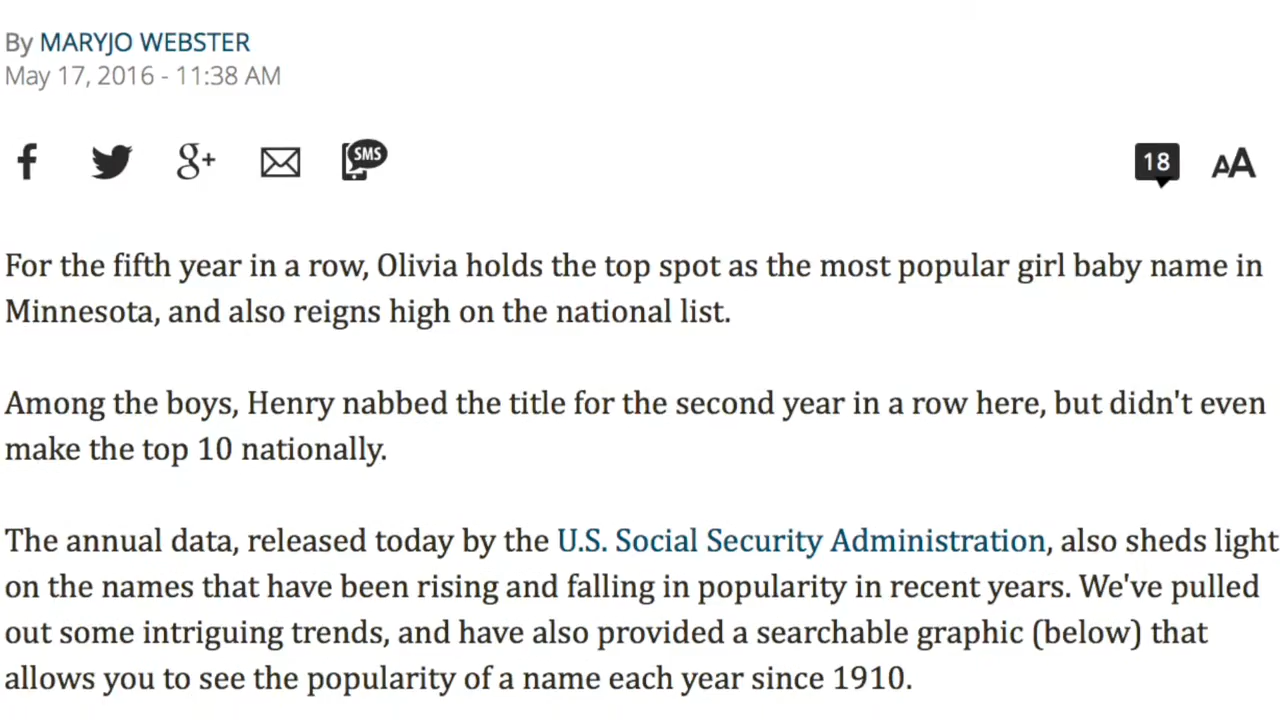 By MARYJO WEBSTER
May 17, 2016 - 11:38 AM
f g+ SMS 18 AA
For the fifth year in a row, Olivia holds the top spot as the most popular girl baby name in
Minnesota, and also reigns high on the national list.
Among the boys, Henry nabbed the title for the second year in a row here, but didn't even
make the top 10 nationally.
The annual data, released today by the U.S. Social Security Administration, also sheds light
on the names that have been rising and falling in popularity in recent years. We've pulled
out some intriguing trends, and have also provided a searchable graphic (below) that
allows you to see the popularity of a name each year since 1910.